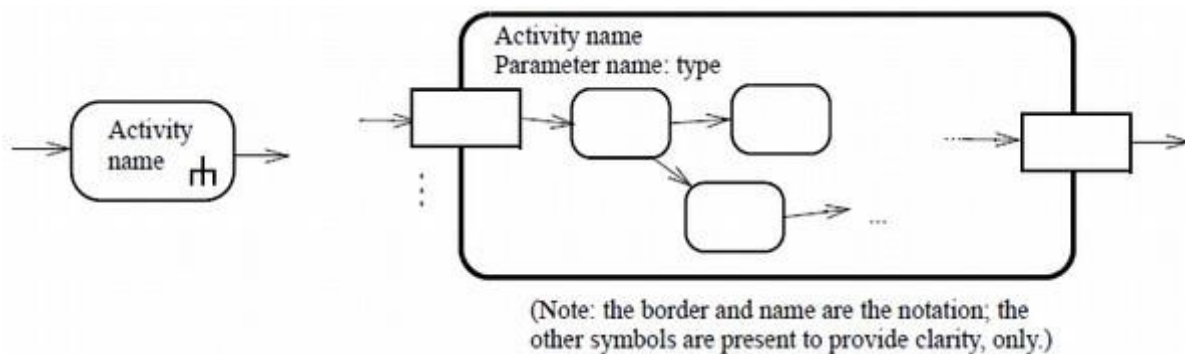 Activity
name
Activity name
Parameter name: type
...
...
(Note: the border and name are the notation; the
other symbols are present to provide clarity, only.)